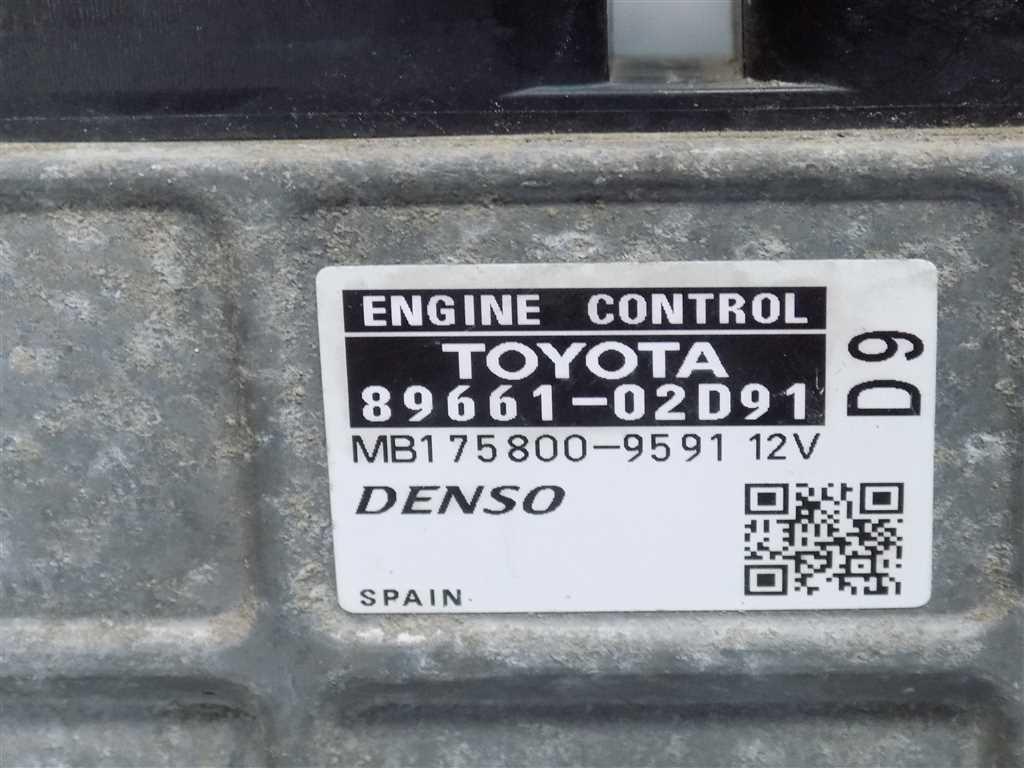 ENGINE CONTROL
TOYOTA
89661-02D91
D9
MB175800-9591 12V
DENSO
SPAIN